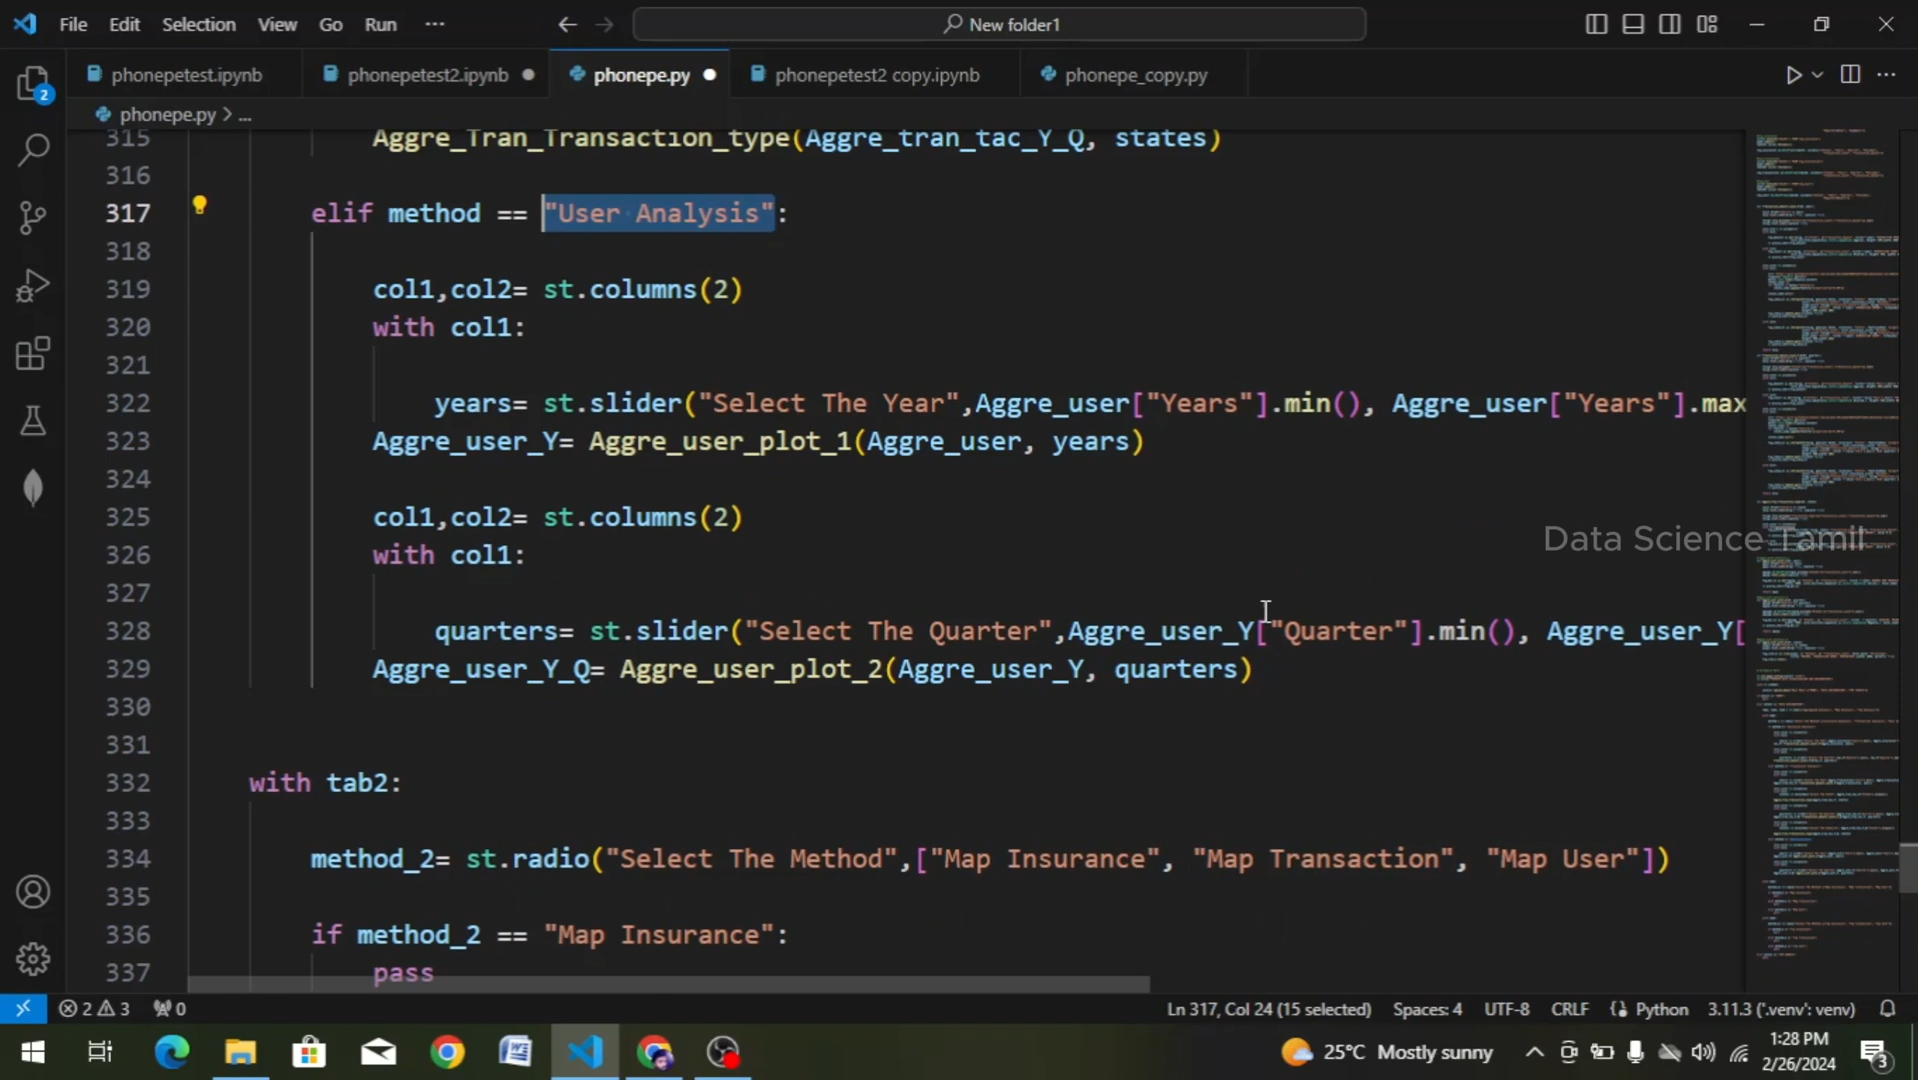 File Edit Selection View Go Run ··· New folder1
phonepetest.ipynb phonepetest2.ipynb phonepe.py phonepetest2 copy.ipynb phonepe_copy.py
phonepe.py > ...
2
315 Aggre_Tran_Transaction_type(Aggre_tran_tac_Y_Q, states)
316
317 elif method == "User Analysis":
318
319 col1,col2= st.columns(2)
320 with col1:
321
322 years= st.slider("Select The Year",Aggre_user["Years"].min(), Aggre_user["Years"].max
323 Aggre_user_Y= Aggre_user_plot_1(Aggre_user, years)
324
325 col1,col2= st.columns(2)
326 with col1:
Data Science Tamil
327
328 quarters= st.slider("Select The Quarter",Aggre_user_Y["Quarter"].min(), Aggre_user_Y[
329 Aggre_user_Y_Q= Aggre_user_plot_2(Aggre_user_Y, quarters)
330
331
332 with tab2:
333
334 method_2= st.radio("Select The Method",["Map Insurance", "Map Transaction", "Map User"])
335
336 if method_2 == "Map Insurance":
337 pass
2 3 0 Ln 317, Col 24 (15 selected) Spaces: 4 UTF-8 CRLF {} Python 3.11.3 ('.venv': venv)
25°C Mostly sunny 1:28 PM
2/26/2024 3